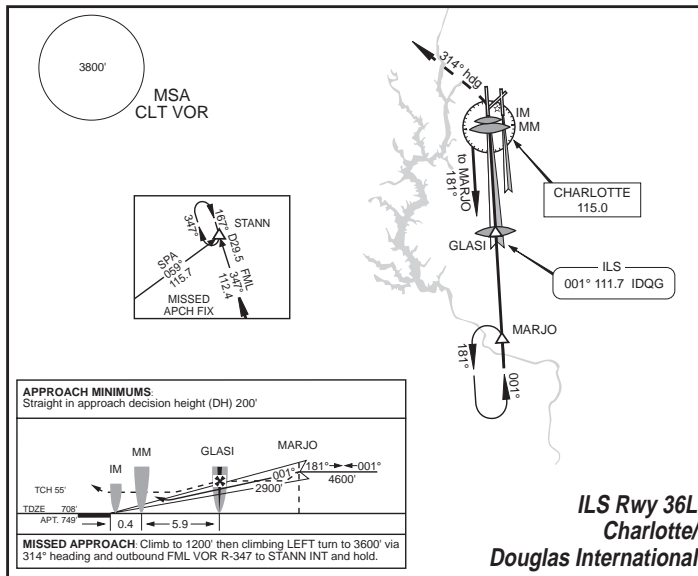 3800'
MSA
CLT VOR
314° hdg
IM
MM
to MARJO
181°
CHARLOTTE
115.0
GLASI
ILS
001° 111.7 IDQG
MARJO
181°
001°
STANN
167° D29.5 FML
347°
347°
112.4
SPA
059°
115.7
MISSED
APCH FIX
APPROACH MINIMUMS:
Straight in approach decision height (DH) 200'
IM
MM
GLASI
MARJO
001°
181°
001°
2900'
4600'
TCH 55'
TDZE 708'
APT. 749'
0.4
5.9
MISSED APPROACH: Climb to 1200' then climbing LEFT turn to 3600' via
314° heading and outbound FML VOR R-347 to STANN INT and hold.
ILS Rwy 36L
Charlotte/
Douglas International